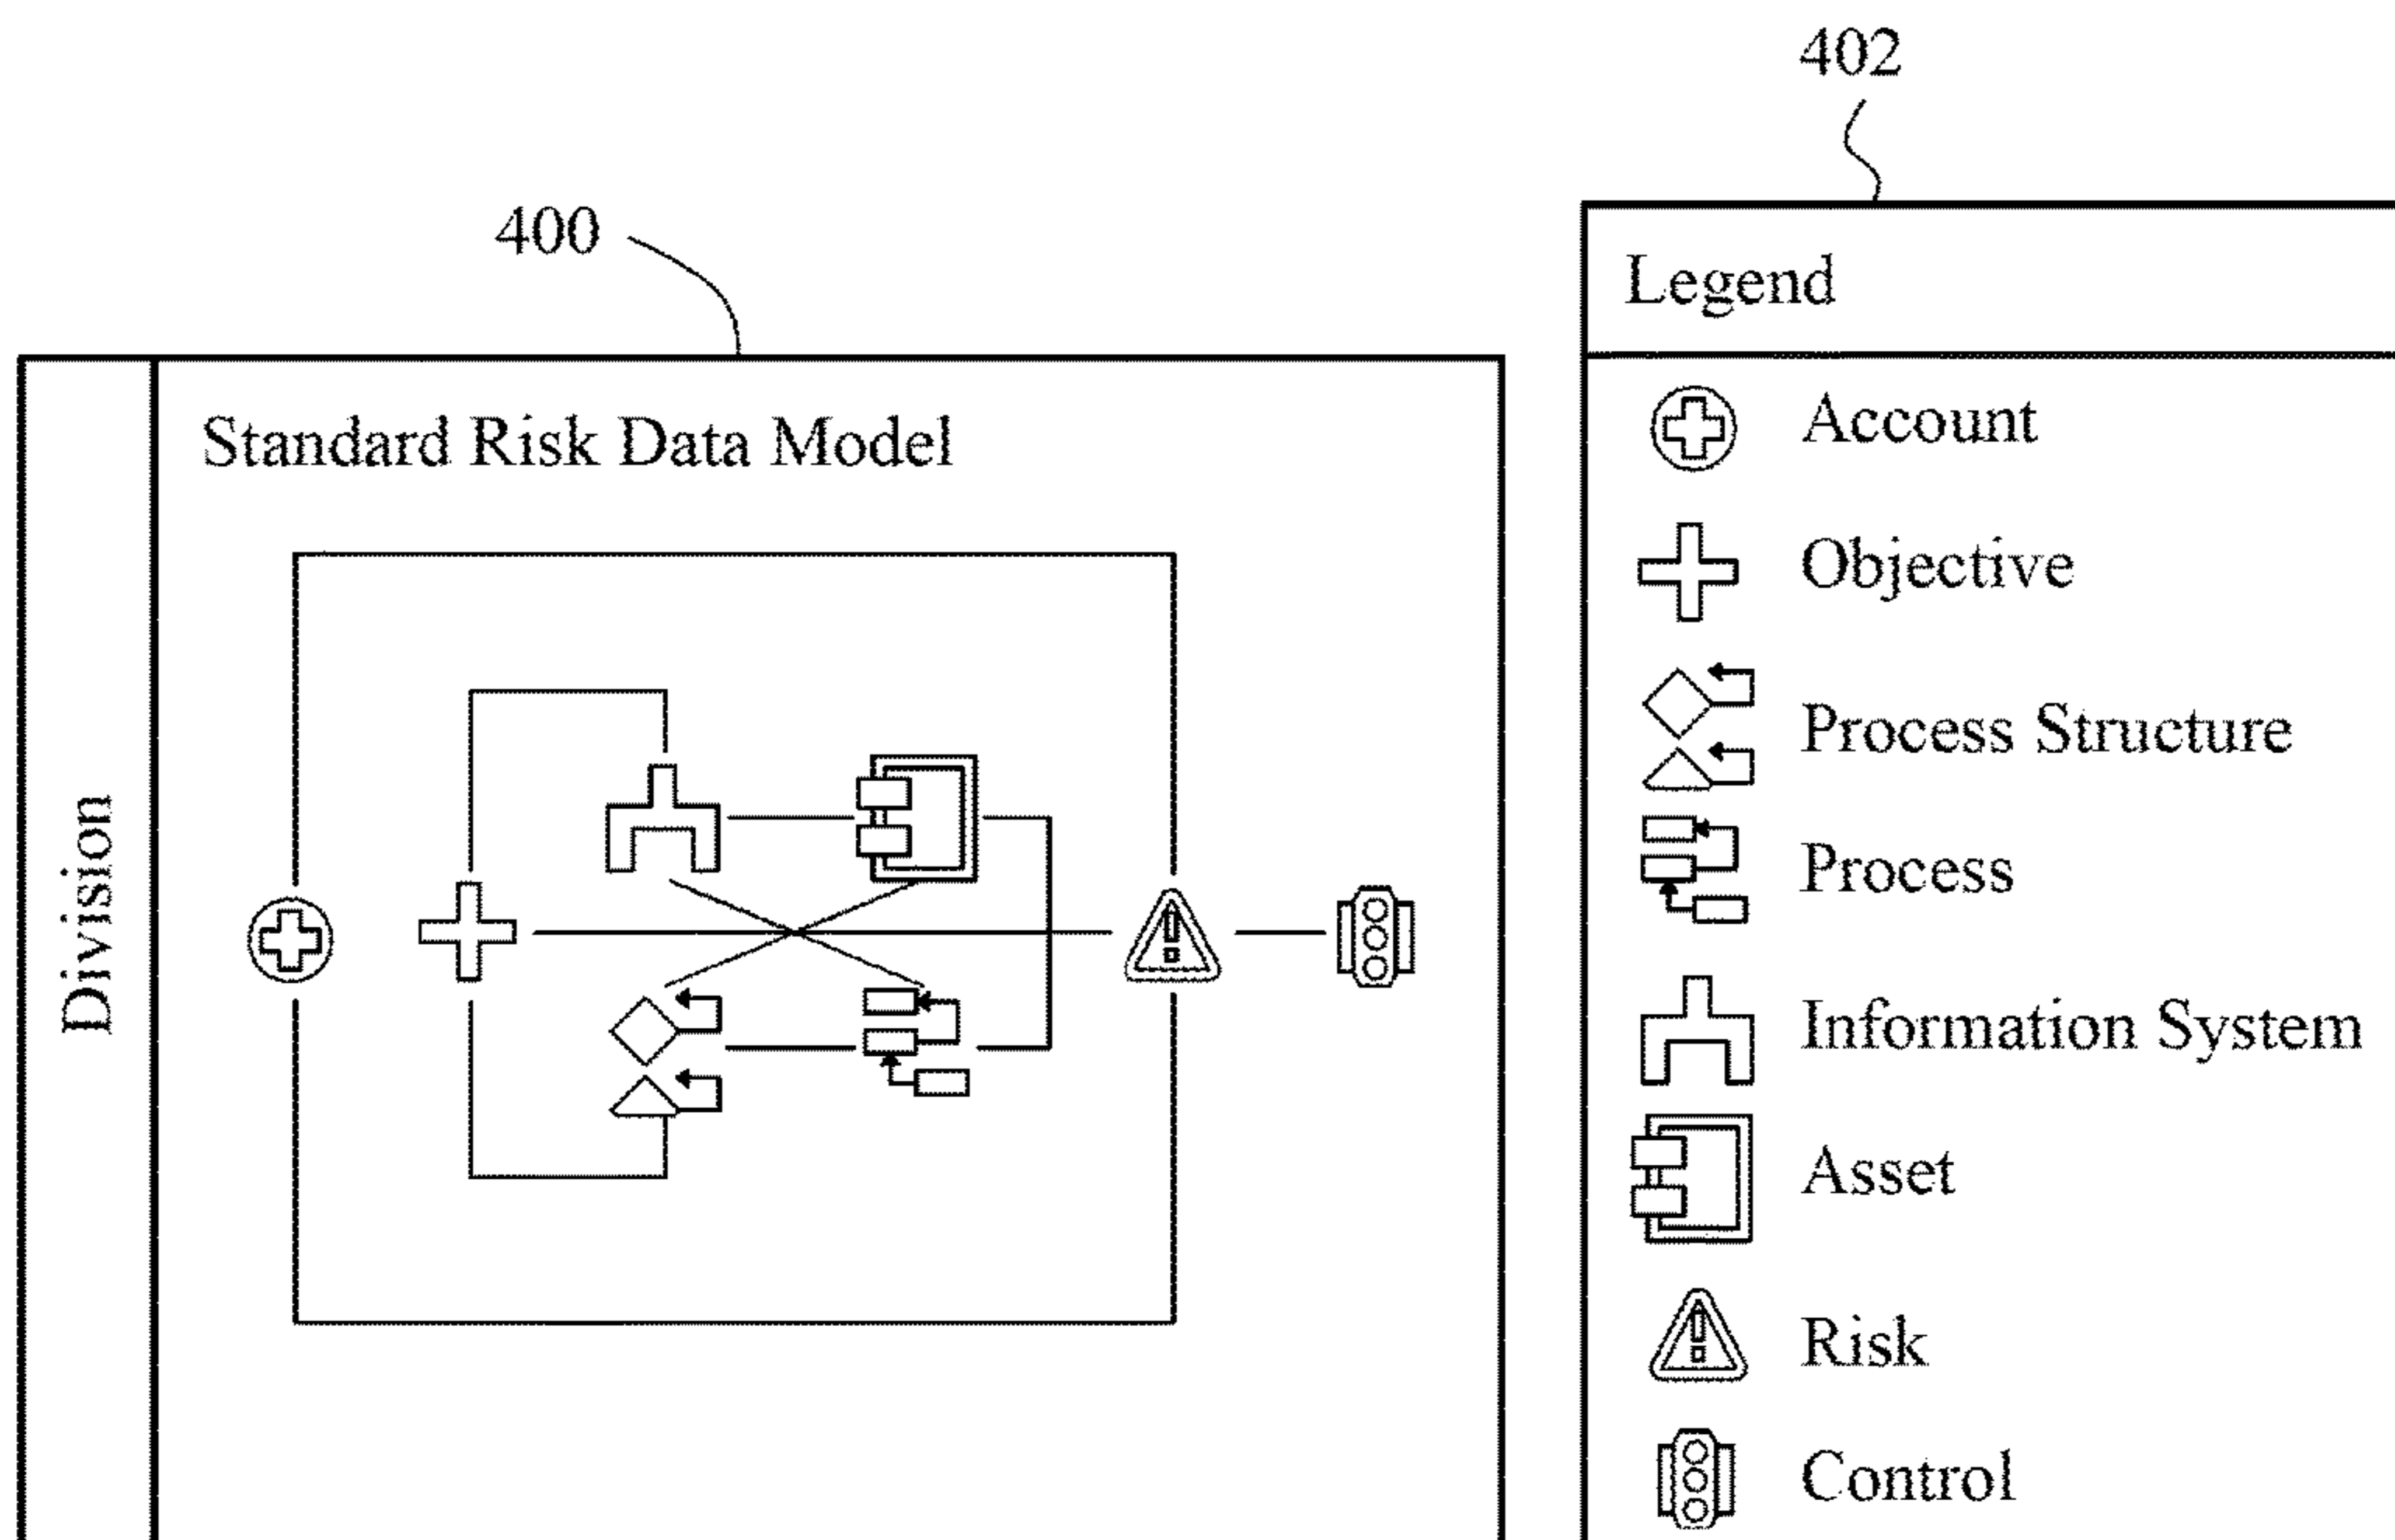 402
400
Legend
Standard Risk Data Model
Division
Account
Objective
Process Structure
Process
Information System
Asset
Risk
Control